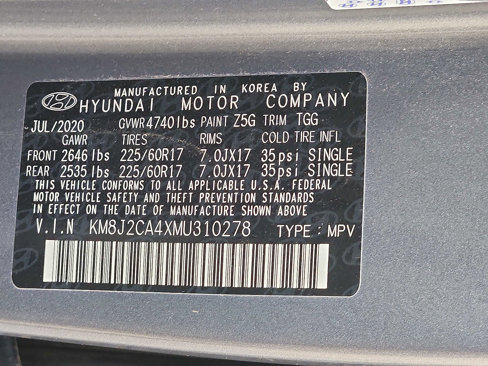 MANUFACTURED IN KOREA BY
HYUNDAI MOTOR COMPANY
JUL/2020 GVWR4740lbs PAINT Z5G TRIM TGG
GAWR TIRES RIMS COLD TIRE INFL
FRONT 2646lbs 225/60R17 7.0JX17 35psi SINGLE
REAR 2535lbs 225/60R17 7.0JX17 35psi SINGLE
THIS VEHICLE CONFORMS TO ALL APPLICABLE U.S.A. FEDERAL
MOTOR VEHICLE SAFETY AND THEFT PREVENTION STANDARDS
IN EFFECT ON THE DATE OF MANUFACTURE SHOWN ABOVE.
V.I.N KM8J2CA4XMU310278 TYPE: MPV